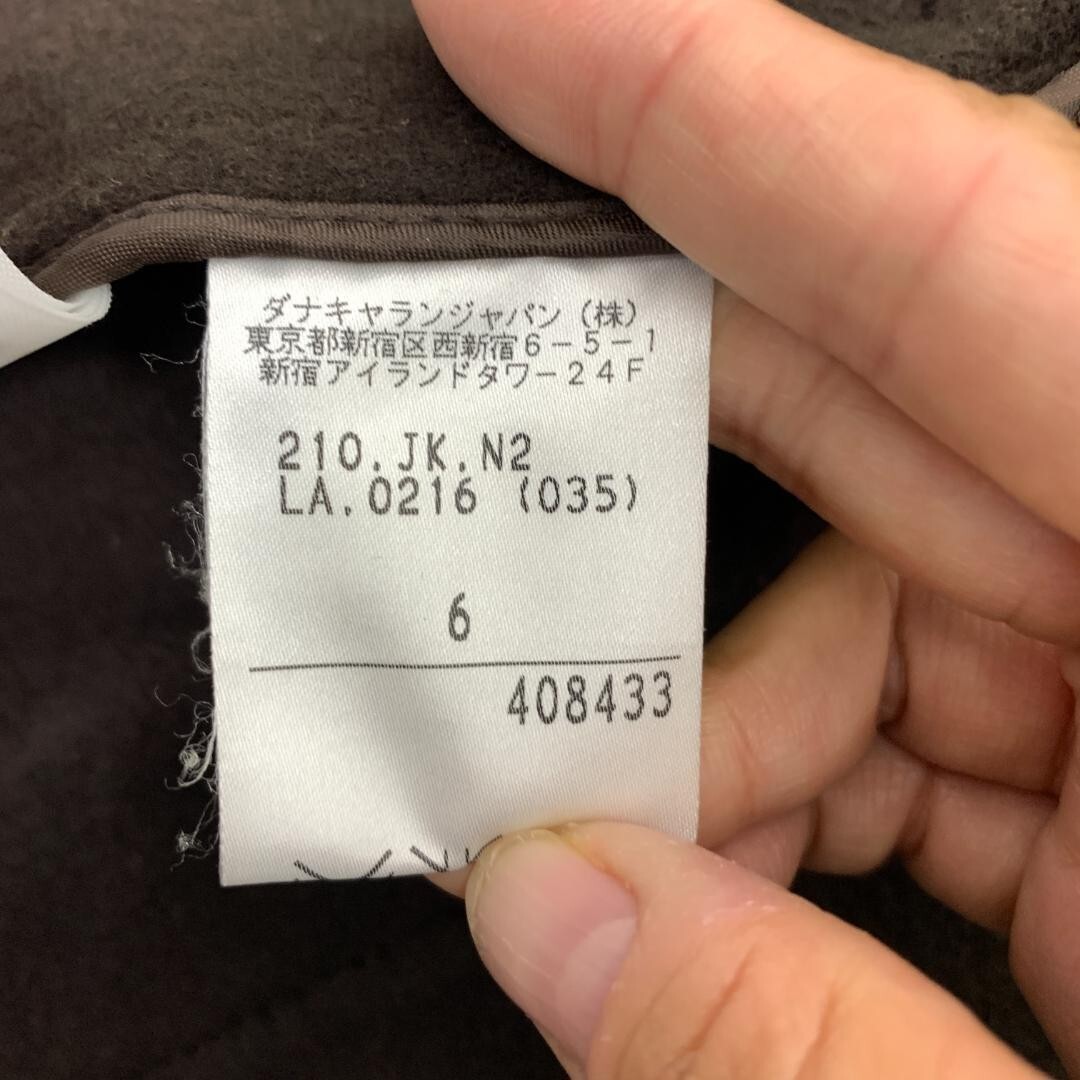 ダナキャランジャパン（株）
東京都新宿区西新宿6－5－1
新宿アイランドタワー24F
210.JK.N2
LA.0216 (035)
6
408433